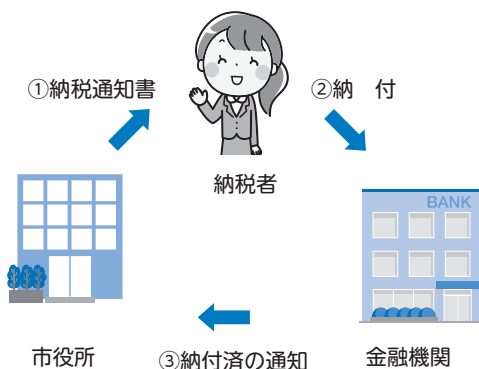 ①納税通知書
②納　付
納税者
BANK
市役所
③納付済の通知
金融機関